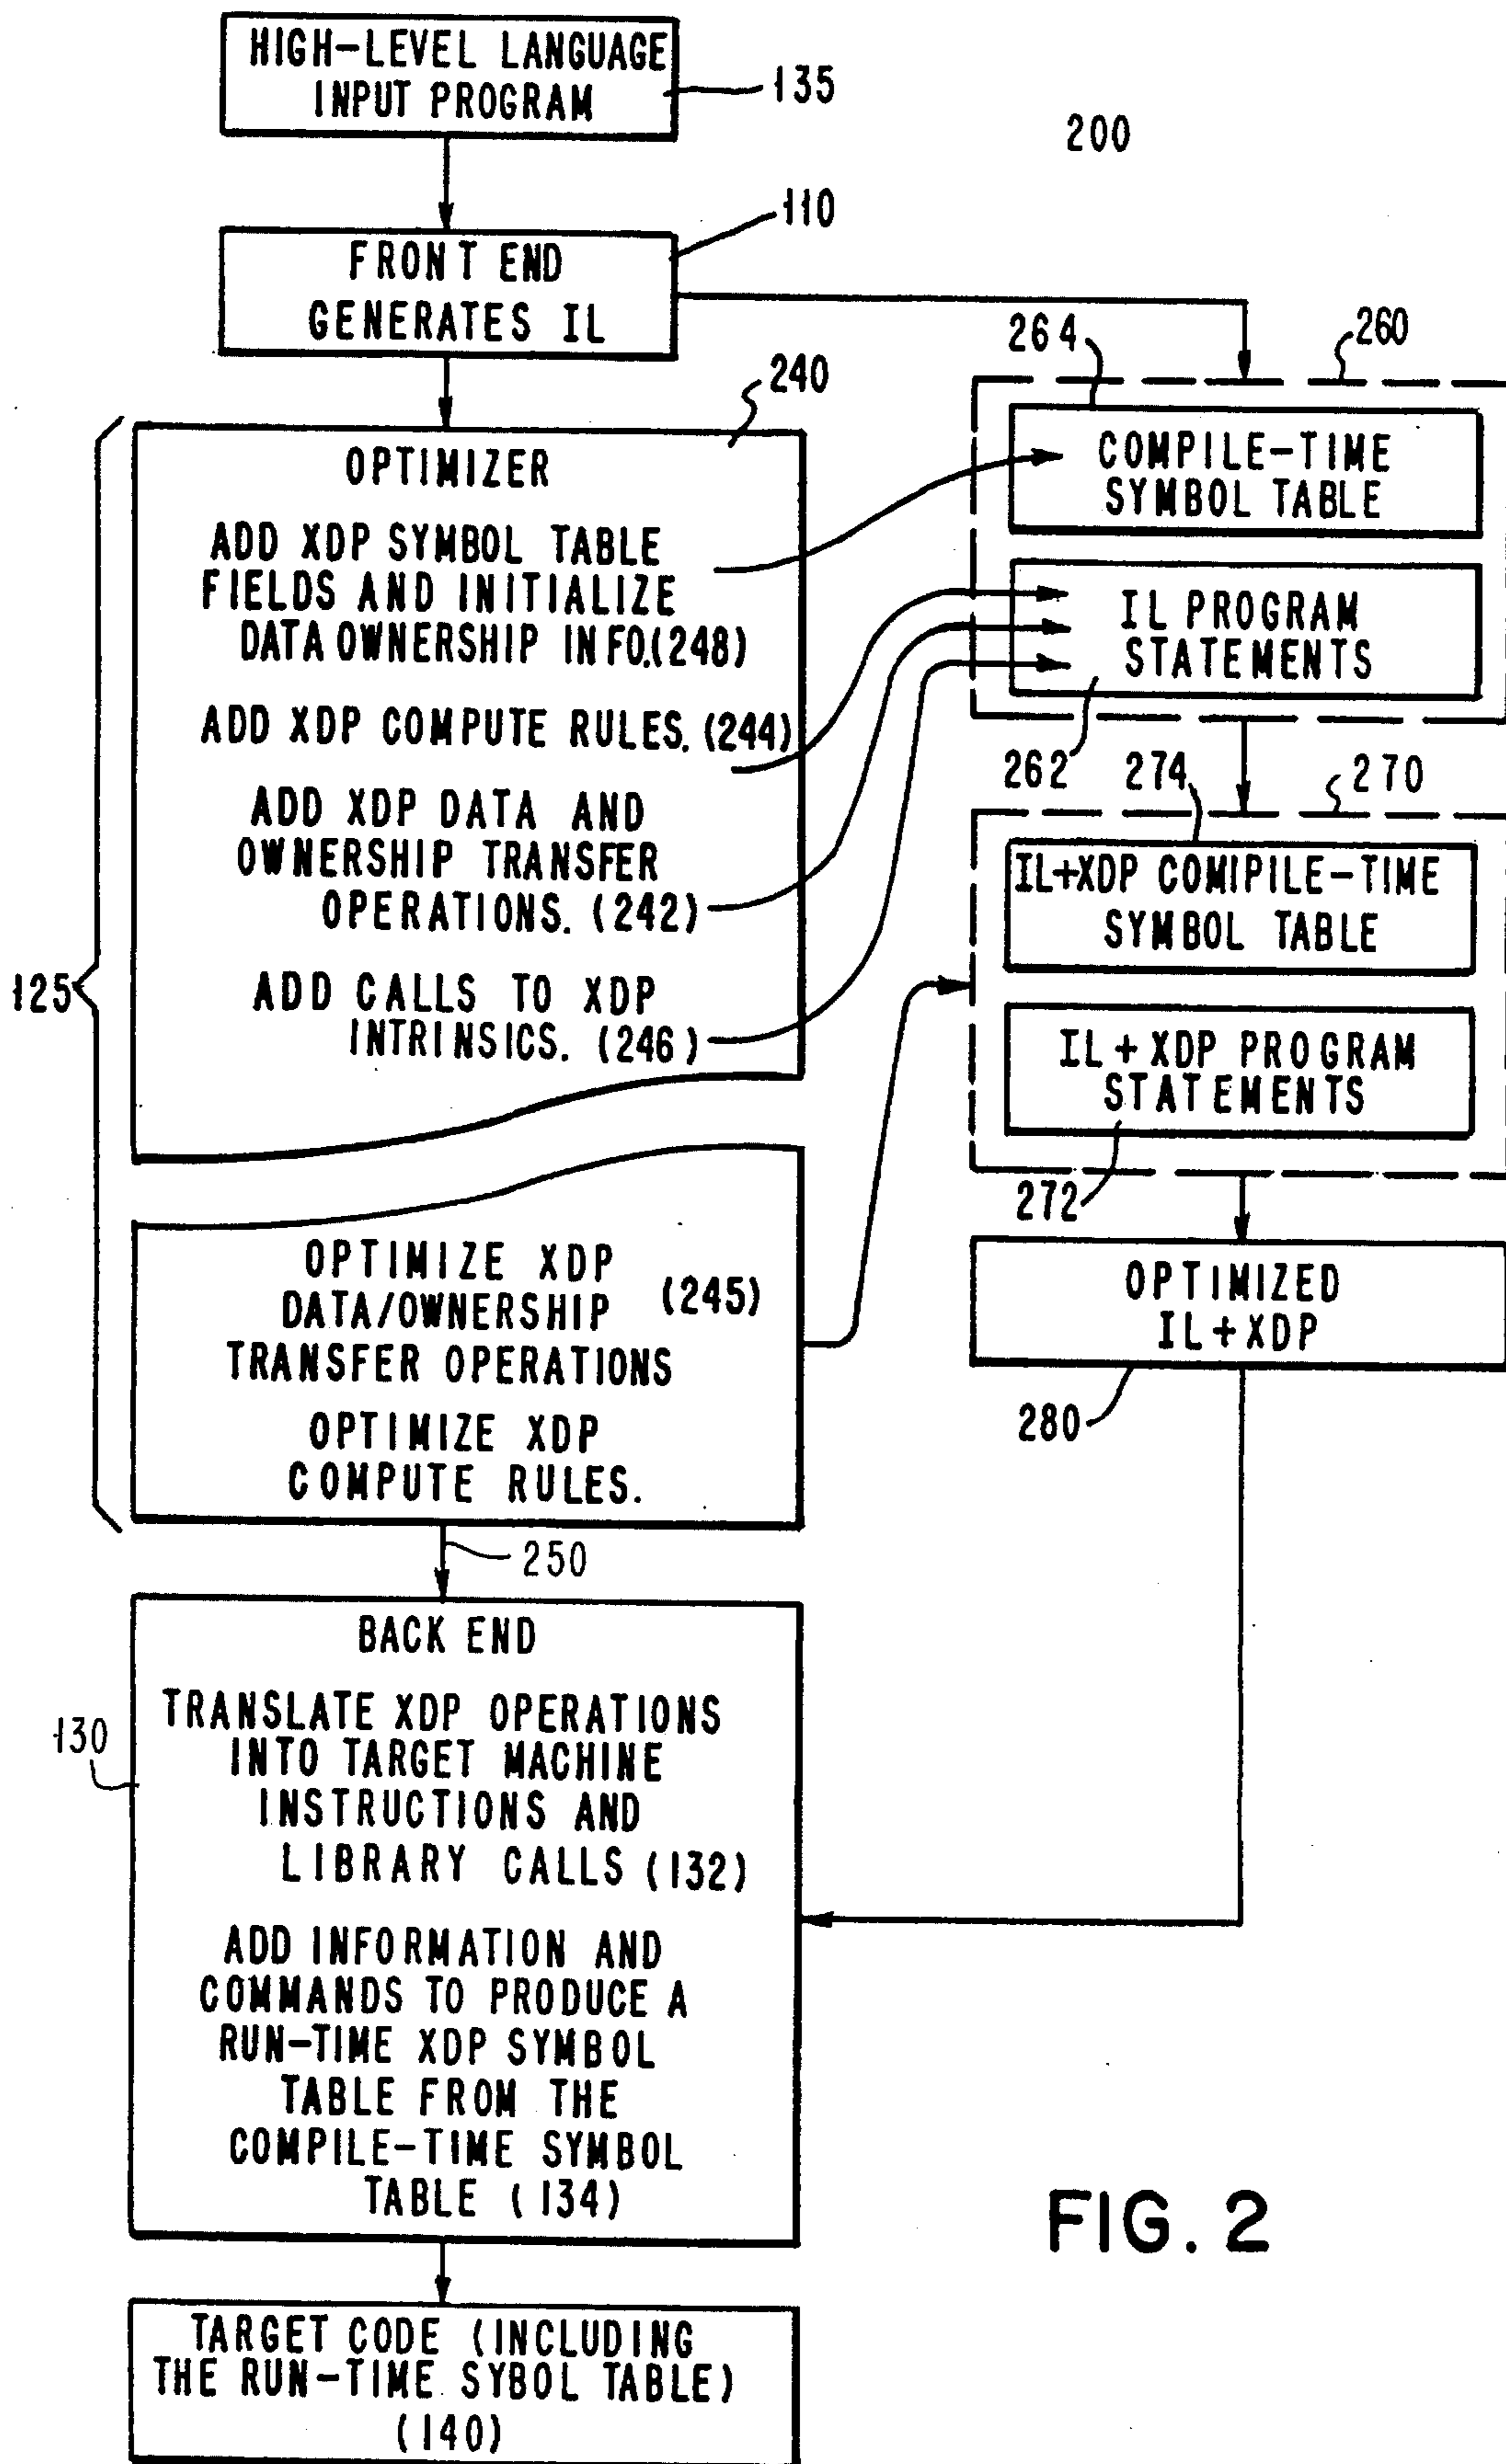 HIGH-LEVEL LANGUAGE
INPUT PROGRAM
135
200
110
FRONT END
GENERATES IL
240
264
260
OPTIMIZER
ADD XDP SYMBOL TABLE
FIELDS AND INITIALIZE
DATA OWNERSHIP INFO.(248)
ADD XDP COMPUTE RULES. (244)
ADD XDP DATA AND
OWNERSHIP TRANSFER
OPERATIONS. (242)
ADD CALLS TO XDP
INTRINSICS. (246)
125
COMPILE-TIME
SYMBOL TABLE
IL PROGRAM
STATEMENTS
262
274
270
IL+XDP COMIPILE-TIME
SYMBOL TABLE
IL + XDP PROGRAM
STATEMENTS
272
OPTIMIZE XDP
DATA/OWNERSHIP (245)
TRANSFER OPERATIONS
OPTIMIZE XDP
COMPUTE RULES.
OPTIMIZED
IL+XDP
280
250
BACK END
TRANSLATE XDP OPERATIONS
INTO TARGET MACHINE
INSTRUCTIONS AND
LIBRARY CALLS (132)
130
ADD INFORMATION AND
COMMANDS TO PRODUCE A
RUN-TIME XDP SYMBOL
TABLE FROM THE
COMPILE-TIME SYMBOL
TABLE (134)
TARGET CODE (INCLUDING
THE RUN-TIME SYBOL TABLE)
(140)
FIG. 2